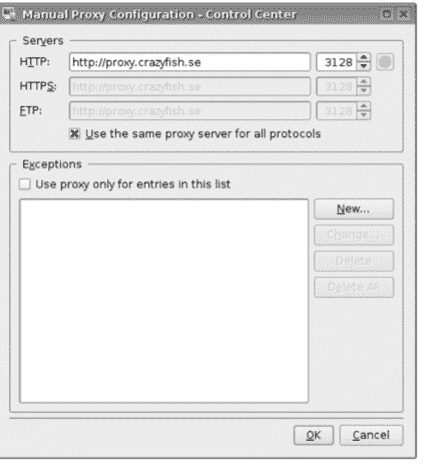 Manual Proxy Configuration - Control Center
Servers
HTTP: http://proxy.crazyfish.se 3128
HTTPS: http://proxy.crazyfish.se 3128
FTP: http://proxy.crazyfish.se 3128
Use the same proxy server for all protocols
Exceptions
Use proxy only for entries in this list
New...
Change...
Delete
Delete All
OK Cancel